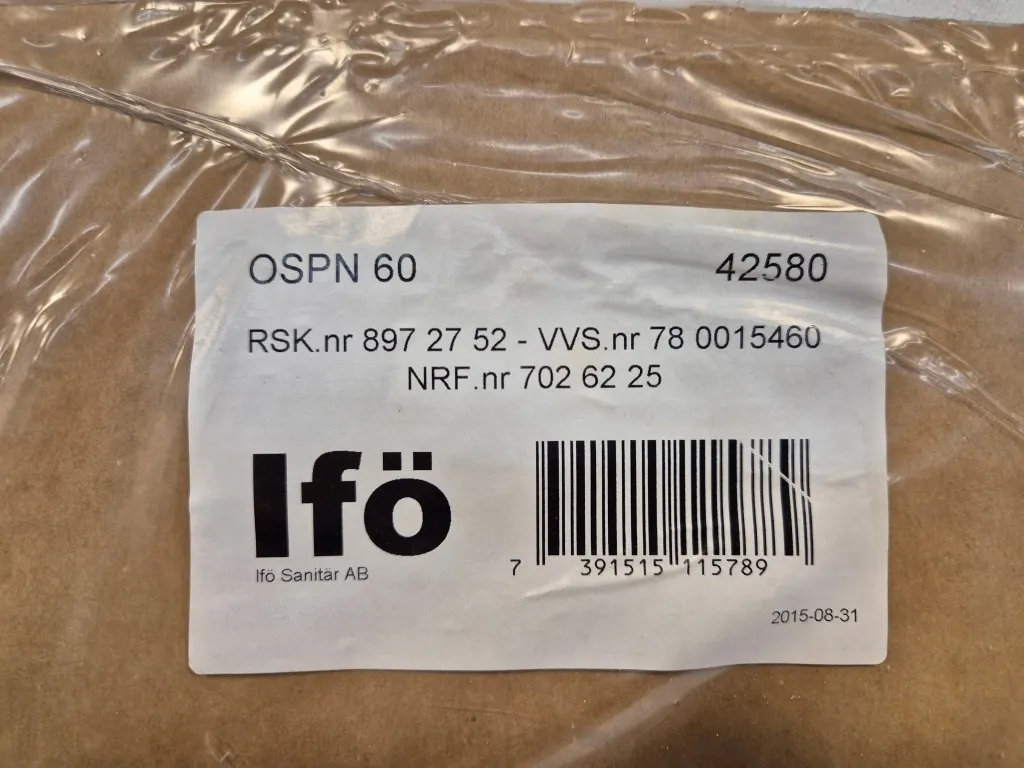 OSPN 60 42580
RSK.nr 897 27 52 - VVS.nr 78 0015460
NRF.nr 702 62 25
Ifö
Ifö Sanitär AB
7 391515 115789
2015-08-31